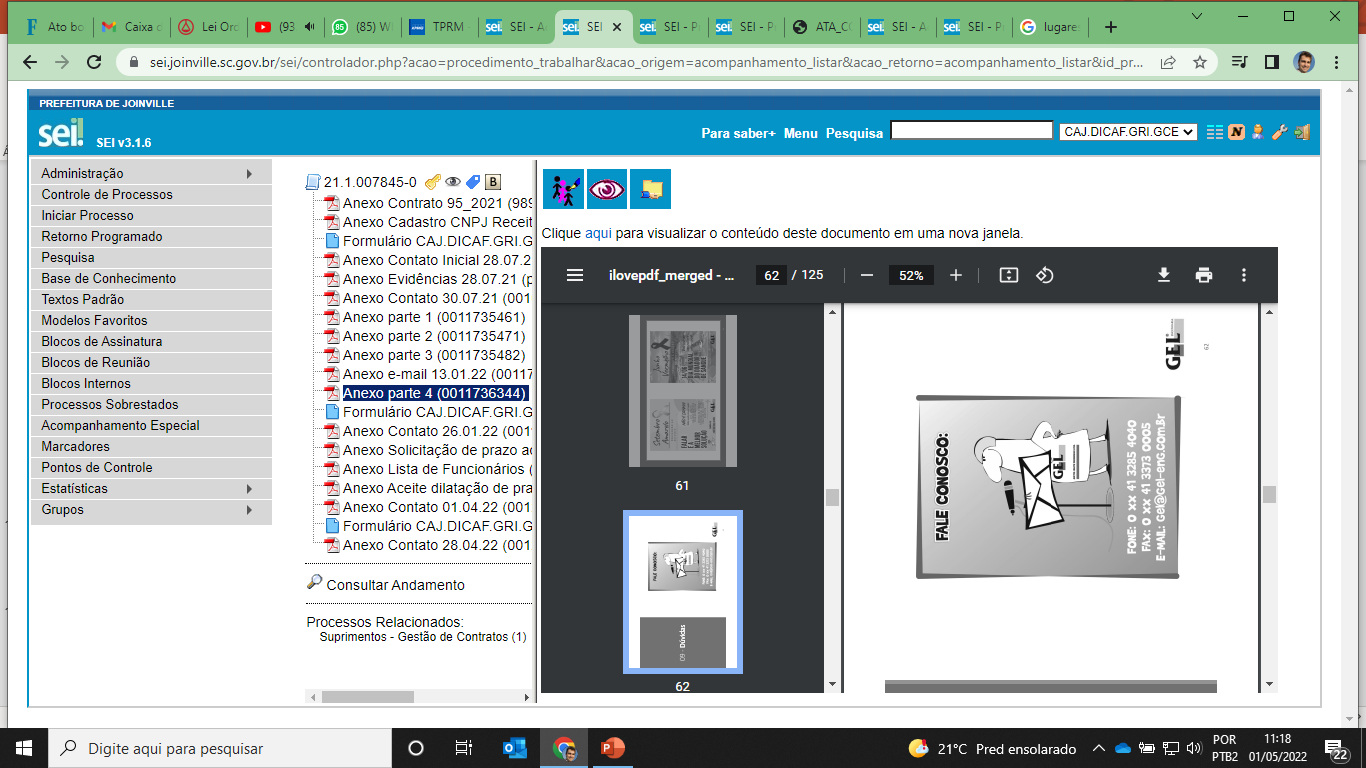 Ato bo
Caixa d
Lei Orc
(93
(85) W
TPRM -
SEI - A
SEI
SEI - P
SEI - P
ATA_CO
SEI - A
SEI - P
lugares
sei.joinville.sc.gov.br/sei/controlador.php?acao=procedimento_trabalhar&acao_origem=acompanhamento_listar&acao_retorno=acompanhamento_listar&id_pr...
PREFEITURA DE JOINVILLE
sei! SEI v3.1.6
Para saber+ Menu Pesquisa CAJ.DICAF.GRI.GCE
Administração
Controle de Processos
Iniciar Processo
Retorno Programado
Pesquisa
Base de Conhecimento
Textos Padrão
Modelos Favoritos
Blocos de Assinatura
Blocos de Reunião
Blocos Internos
Processos Sobrestados
Acompanhamento Especial
Marcadores
Pontos de Controle
Estatísticas
Grupos
21.1.007845-0
Anexo Contrato 95_2021 (989
Anexo Cadastro CNPJ Receit
Formulário CAJ.DICAF.GRI.G
Anexo Contato Inicial 28.07.2
Anexo Evidências 28.07.21 (p
Anexo Contato 30.07.21 (001
Anexo parte 1 (0011735461)
Anexo parte 2 (0011735471)
Anexo parte 3 (0011735482)
Anexo e-mail 13.01.22 (00117
Anexo parte 4 (0011736344)
Formulário CAJ.DICAF.GRI.G
Anexo Contato 26.01.22 (001
Anexo Solicitação de prazo ac
Anexo Lista de Funcionários (
Anexo Aceite dilatação de pra
Anexo Contato 01.04.22 (001
Formulário CAJ.DICAF.GRI.G
Anexo Contato 28.04.22 (001
Consultar Andamento
Processos Relacionados:
Suprimentos - Gestão de Contratos (1)
Clique aqui para visualizar o conteúdo deste documento em uma nova janela.
ilovepdf_merged - ... 62 / 125 52%
61
FALE CONOSCO:
09 - Dúvidas
62
GEL
62
FALE CONOSCO:
GEL
FONE: 0 xx 41 3285 4040
FAX: 0 xx 41 3373 0005
E-MAIL: Gel@Gel-eng.com.Br
Digite aqui para pesquisar
21°C Pred ensolarado
POR
PTB2
11:18
01/05/2022
22